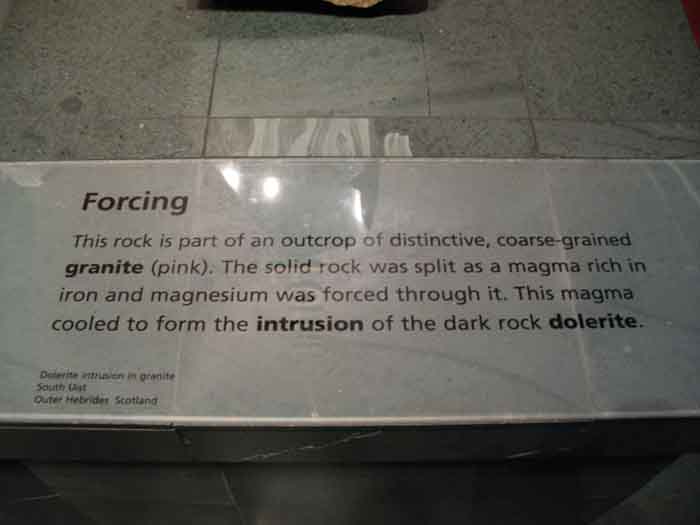 Forcing
This rock is part of an outcrop of distinctive, coarse-grained
granite (pink). The solid rock was split as a magma rich in
iron and magnesium was forced through it. This magma
cooled to form the intrusion of the dark rock dolerite.
Dolerite intrusion in granite
South Uist
Outer Hebrides Scotland